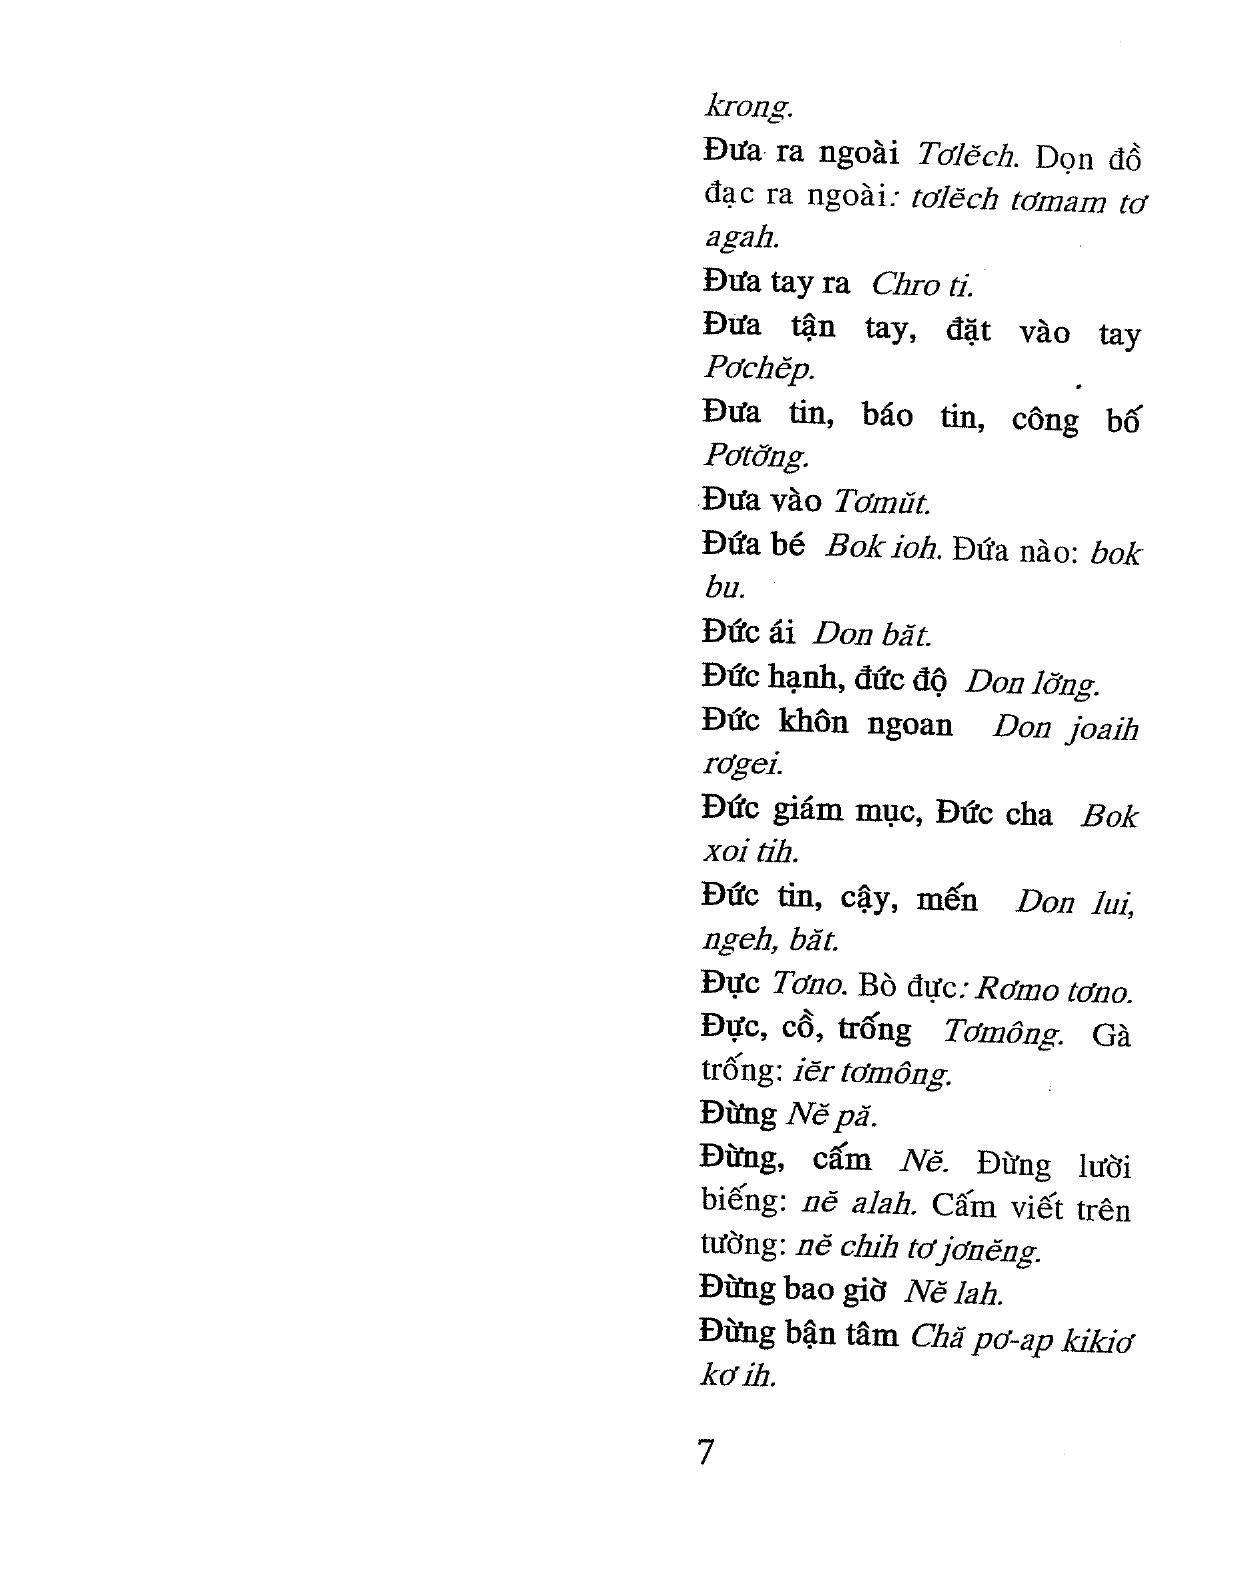 krong.
Đưa ra ngoài Tơlĕch. Dọn đồ
đạc ra ngoài: tơlĕch tơmam tơ
agah.
Đưa tay ra Chro ti.
Đưa tận tay, đặt vào tay
Pơchĕp.
Đưa tin, báo tin, công bố
Pơtơ̆ng.
Đưa vào Tơmŭt.
Đứa bé Bok ioh. Đứa nào: bok
bu.
Đức ái Don băt.
Đức hạnh, đức độ Don lơ̆ng.
Đức khôn ngoan Don joaih
rơgei.
Đức giám mục, Đức cha Bok
xoi tih.
Đức tin, cậy, mến Don lui,
ngeh, băt.
Đực Tơno. Bò đực: Rơmo tơno.
Đực, cồ, trống Tơmông. Gà
trống: iĕr tơmông.
Đừng Nĕ pă.
Đừng, cấm Nĕ. Đừng lười
biếng: nĕ alah. Cấm viết trên
tường: nĕ chih tơ jơnĕng.
Đừng bao giờ Nĕ lah.
Đừng bận tâm Chă pơ-ap kikiơ
kơ ih.
7